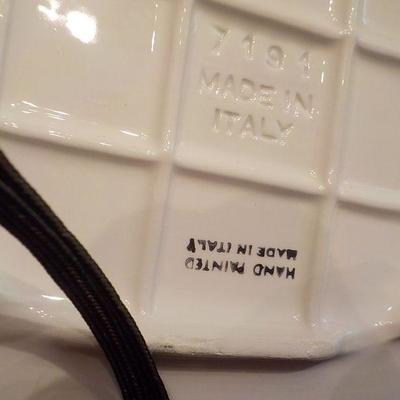 7191
MADE IN
ITALY
HAND PAINTED
MADE IN ITALY